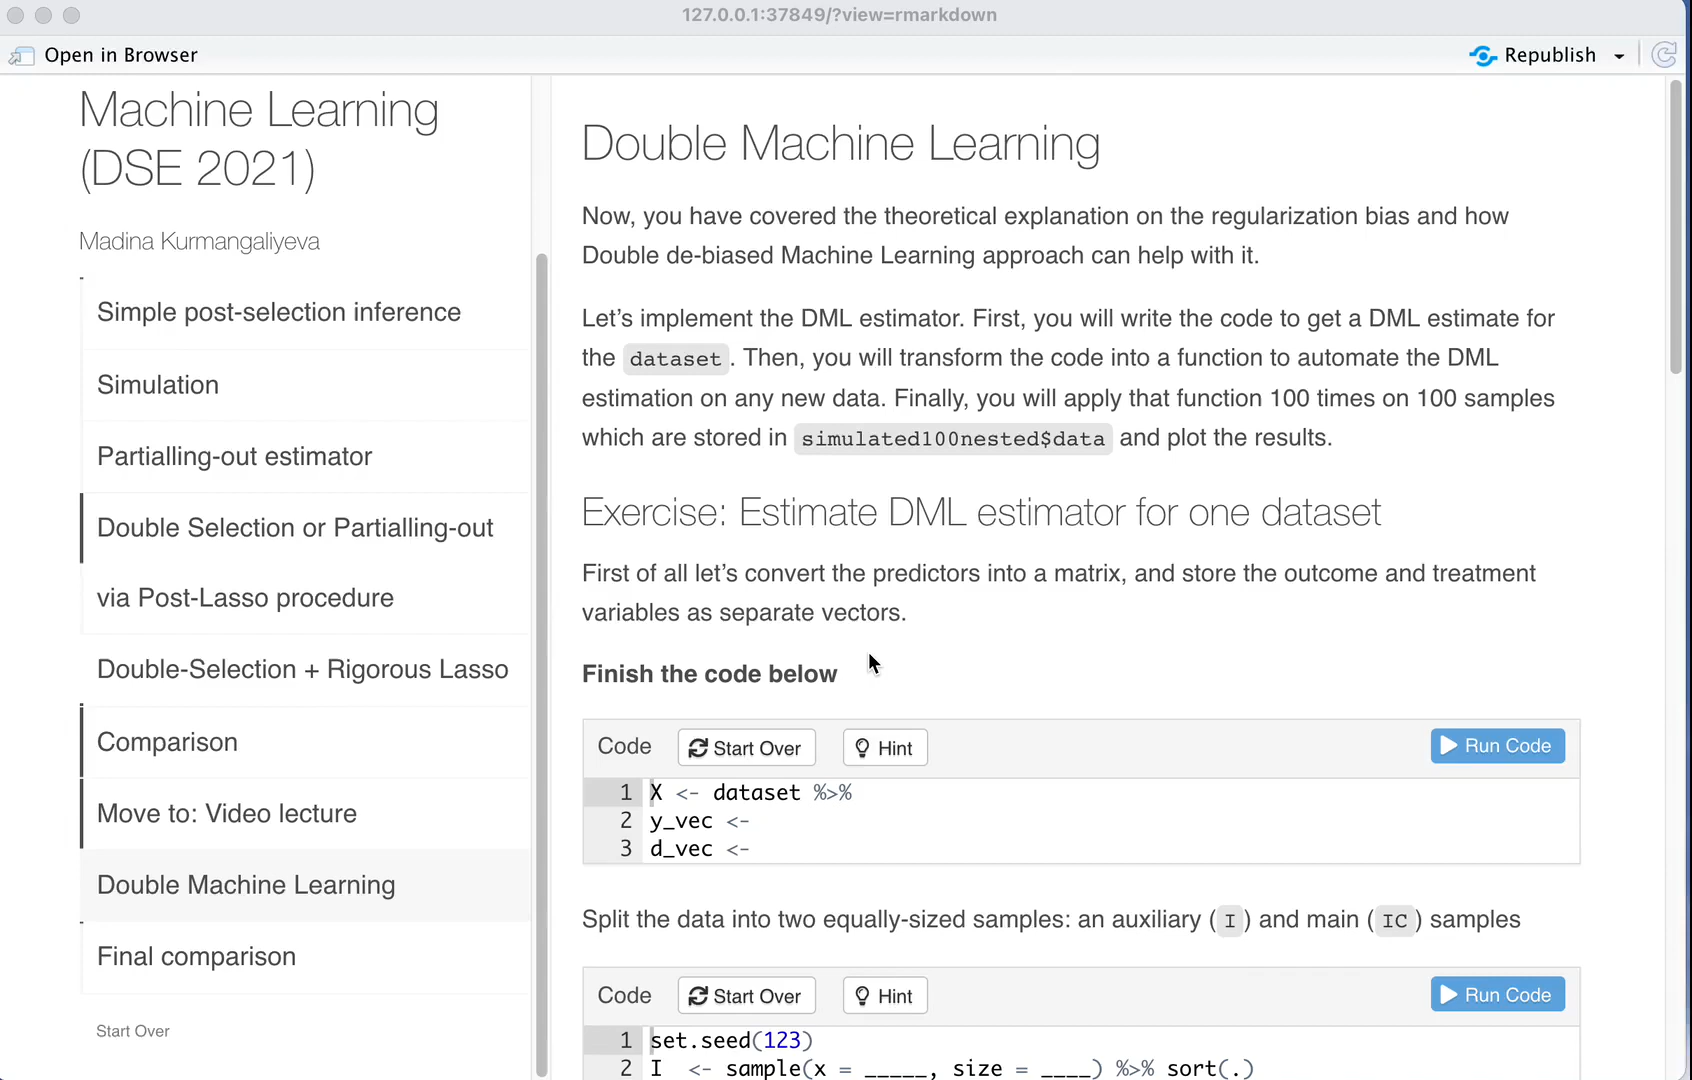 127.0.0.1:37849/?view=rmarkdown
Open in Browser
Republish
Machine Learning
(DSE 2021)
Madina Kurmangaliyeva
Simple post-selection inference
Simulation
Partialling-out estimator
Double Selection or Partialling-out
via Post-Lasso procedure
Double-Selection + Rigorous Lasso
Comparison
Move to: Video lecture
Double Machine Learning
Final comparison
Start Over
Double Machine Learning
Now, you have covered the theoretical explanation on the regularization bias and how
Double de-biased Machine Learning approach can help with it.
Let’s implement the DML estimator. First, you will write the code to get a DML estimate for
the dataset. Then, you will transform the code into a function to automate the DML
estimation on any new data. Finally, you will apply that function 100 times on 100 samples
which are stored in simulated100nested$data and plot the results.
Exercise: Estimate DML estimator for one dataset
First of all let’s convert the predictors into a matrix, and store the outcome and treatment
variables as separate vectors.
Finish the code below
Code Start Over Hint Run Code
1 X <- dataset %>%
2 y_vec <-
3 d_vec <-
Split the data into two equally-sized samples: an auxiliary (I) and main (IC) samples
Code Start Over Hint Run Code
1 set.seed(123)
2 I <- sample(x = _____, size = ____) %>% sort(.)